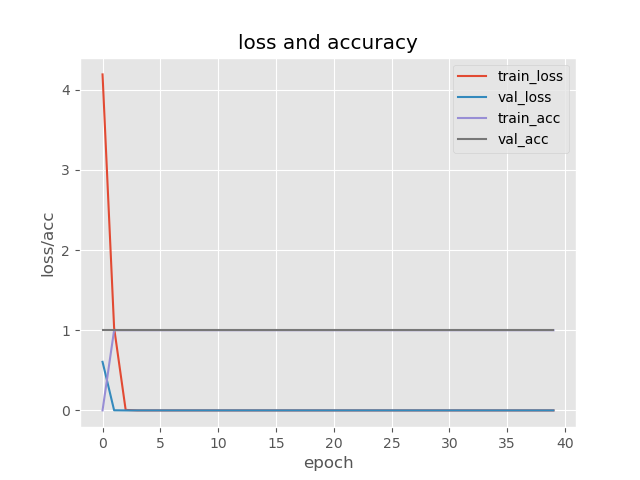 loss and accuracy
train_loss
val_loss
train_acc
val_acc
loss/acc
4
3
2
1
0
0 5 10 15 20 25 30 35 40
epoch